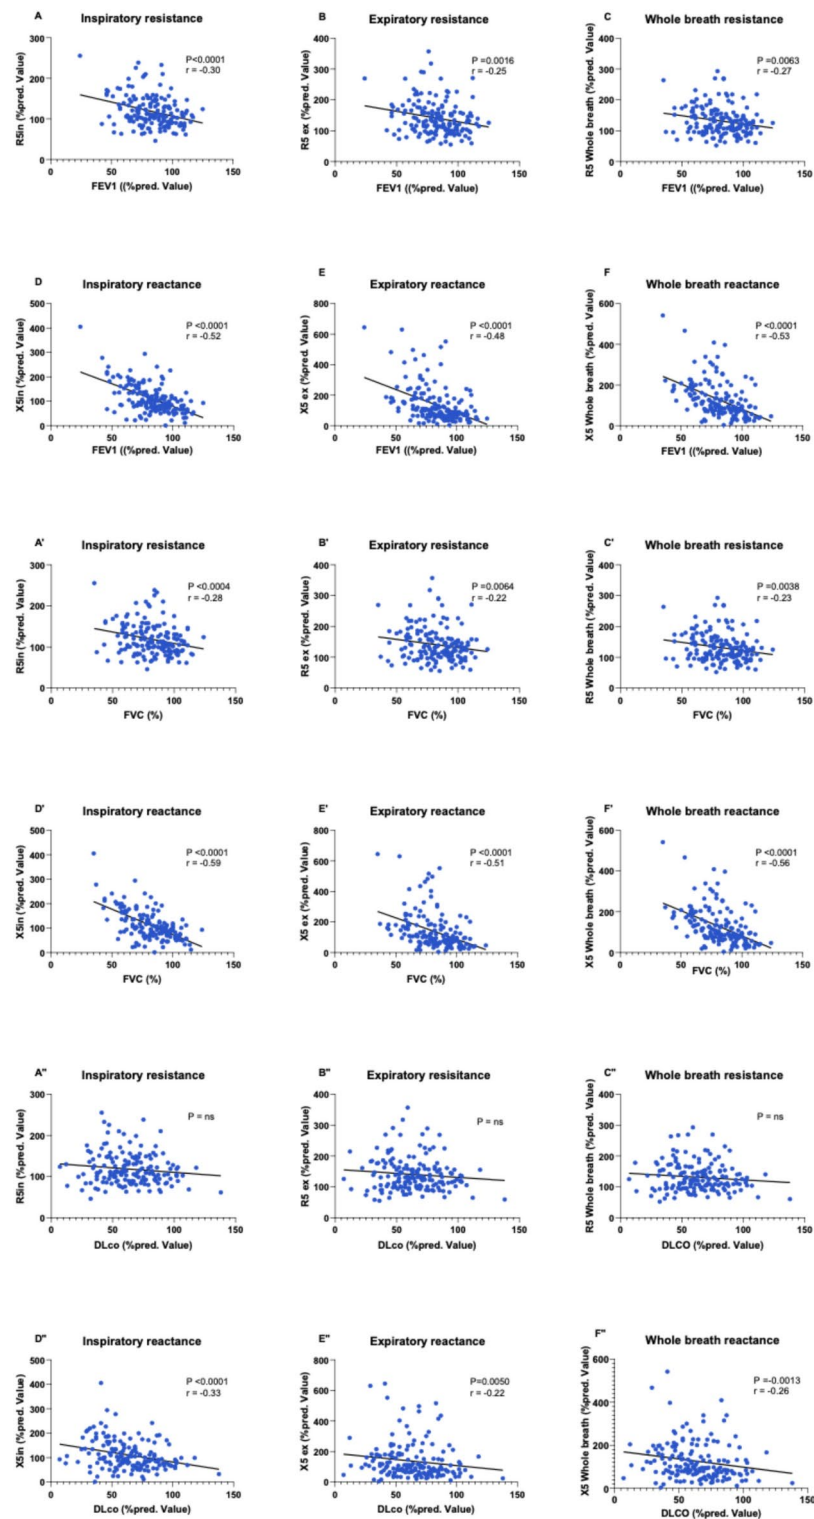 A Inspiratory resistance
300
200
100
0
R5in (%pred. Value)
P<0.0001
r = -0.30
0 50 100 150
FEV1 ((%pred. Value)
B Expiratory resistance
400
300
200
100
0
R5 ex (%pred. Value)
P =0.0016
r = -0.25
0 50 100 150
FEV1 ((%pred. Value)
C Whole breath resistance
400
300
200
100
0
R5 Whole breath (%pred. Value)
P =0.0063
r = -0.27
0 50 100 150
FEV1 ((%pred. Value)
D Inspiratory reactance
500
400
300
200
100
0
X5in (%pred. Value)
P <0.0001
r = -0.52
0 50 100 150
FEV1 ((%pred. Value)
E Expiratory reactance
800
600
400
200
0
X5 ex (%pred. Value)
P <0.0001
r = -0.48
0 50 100 150
FEV1 ((%pred. Value)
F Whole breath reactance
600
400
200
0
X5 Whole breath (%pred. Value)
P <0.0001
r = -0.53
0 50 100 150
FEV1 ((%pred. Value)
A' Inspiratory resistance
300
200
100
0
R5in (%pred. Value)
P <0.0004
r = -0.28
0 50 100 150
FVC (%)
B' Expiratory resistance
400
300
200
100
0
R5 ex (%pred. Value)
P =0.0064
r = -0.22
0 50 100 150
FVC (%)
C' Whole breath resistance
400
300
200
100
0
R5 Whole breath (%pred. Value)
P =0.0038
r = -0.23
0 50 100 150
FVC (%)
D' Inspiratory reactance
500
400
300
200
100
0
X5in (%pred. Value)
P <0.0001
r = -0.59
0 50 100 150
FVC (%)
E' Expiratory reactance
800
600
400
200
0
X5 ex (%pred. Value)
P <0.0001
r = -0.51
0 50 100 150
FVC (%)
F' Whole breath reactance
600
400
200
0
X5 Whole breath (%pred. Value)
P <0.0001
r = -0.56
0 50 100 150
FVC (%)
A" Inspiratory resistance
300
200
100
0
R5in (%pred. Value)
P = ns
0 50 100 150
DLco (%pred. Value)
B" Expiratory resisitance
400
300
200
100
0
R5 ex (%pred. Value)
P = ns
0 50 100 150
DLco (%pred. Value)
C" Whole breath resistance
400
300
200
100
0
R5 Whole breath (%pred. Value)
P = ns
0 50 100 150
DLCO (%pred. Value)
D" Inspiratory reactance
500
400
300
200
100
0
X5in (%pred. Value)
P <0.0001
r = -0.33
0 50 100 150
DLco (%pred. Value)
E" Expiratory reactance
800
600
400
200
0
X5 ex (%pred. Value)
P=0.0050
r = -0.22
0 50 100 150
DLco (%pred. Value)
F" Whole breath reactance
600
400
200
0
X5 Whole breath (%pred. Value)
P =-0.0013
r = -0.26
0 50 100 150
DLCO (%pred. Value)